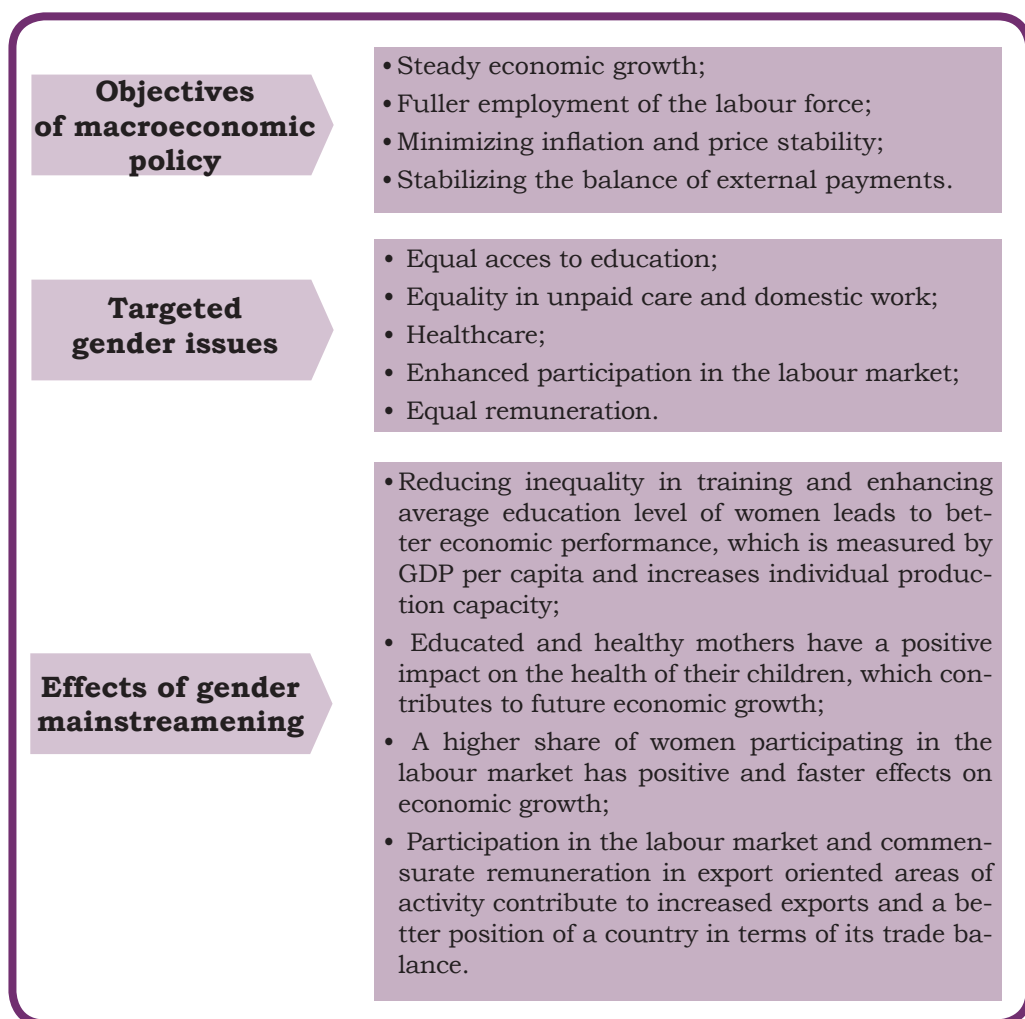 Objectives
of macroeconomic
policy
• Steady economic growth;
• Fuller employment of the labour force;
• Minimizing inflation and price stability;
• Stabilizing the balance of external payments.
Targeted
gender issues
• Equal acces to education;
• Equality in unpaid care and domestic work;
• Healthcare;
• Enhanced participation in the labour market;
• Equal remuneration.
Effects of gender
mainstreamening
• Reducing inequality in training and enhancing
average education level of women leads to bet-
ter economic performance, which is measured by
GDP per capita and increases individual produc-
tion capacity;
• Educated and healthy mothers have a positive
impact on the health of their children, which con-
tributes to future economic growth;
• A higher share of women participating in the
labour market has positive and faster effects on
economic growth;
• Participation in the labour market and commen-
surate remuneration in export oriented areas of
activity contribute to increased exports and a be-
tter position of a country in terms of its trade ba-
lance.